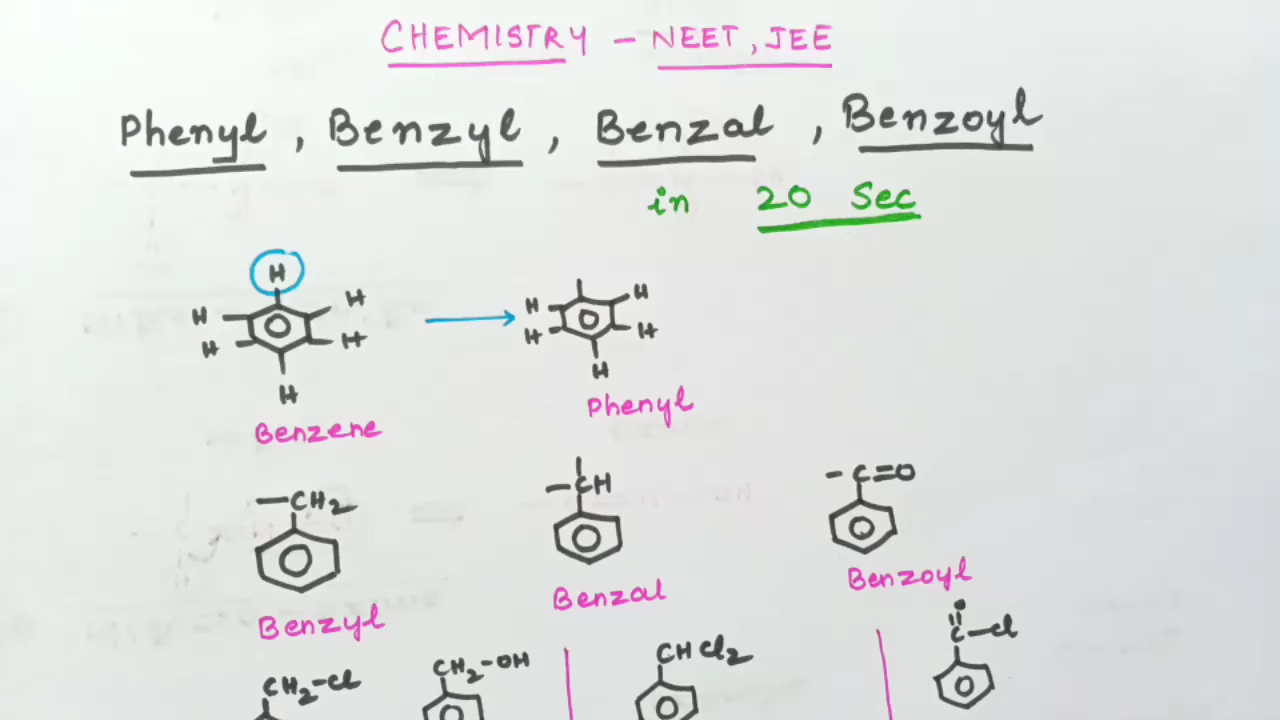 CHEMISTRY - NEET, JEE
Phenyl, Benzyl, Benzal, Benzoyl
in 20 Sec
H H
H H H H
H H H H
H H
Phenyl
Benzene
-CH2 -CH -C=O
Benzoyl
Benzal
Benzyl
CH2-Cl CH2-OH CHCl2 C-Cl